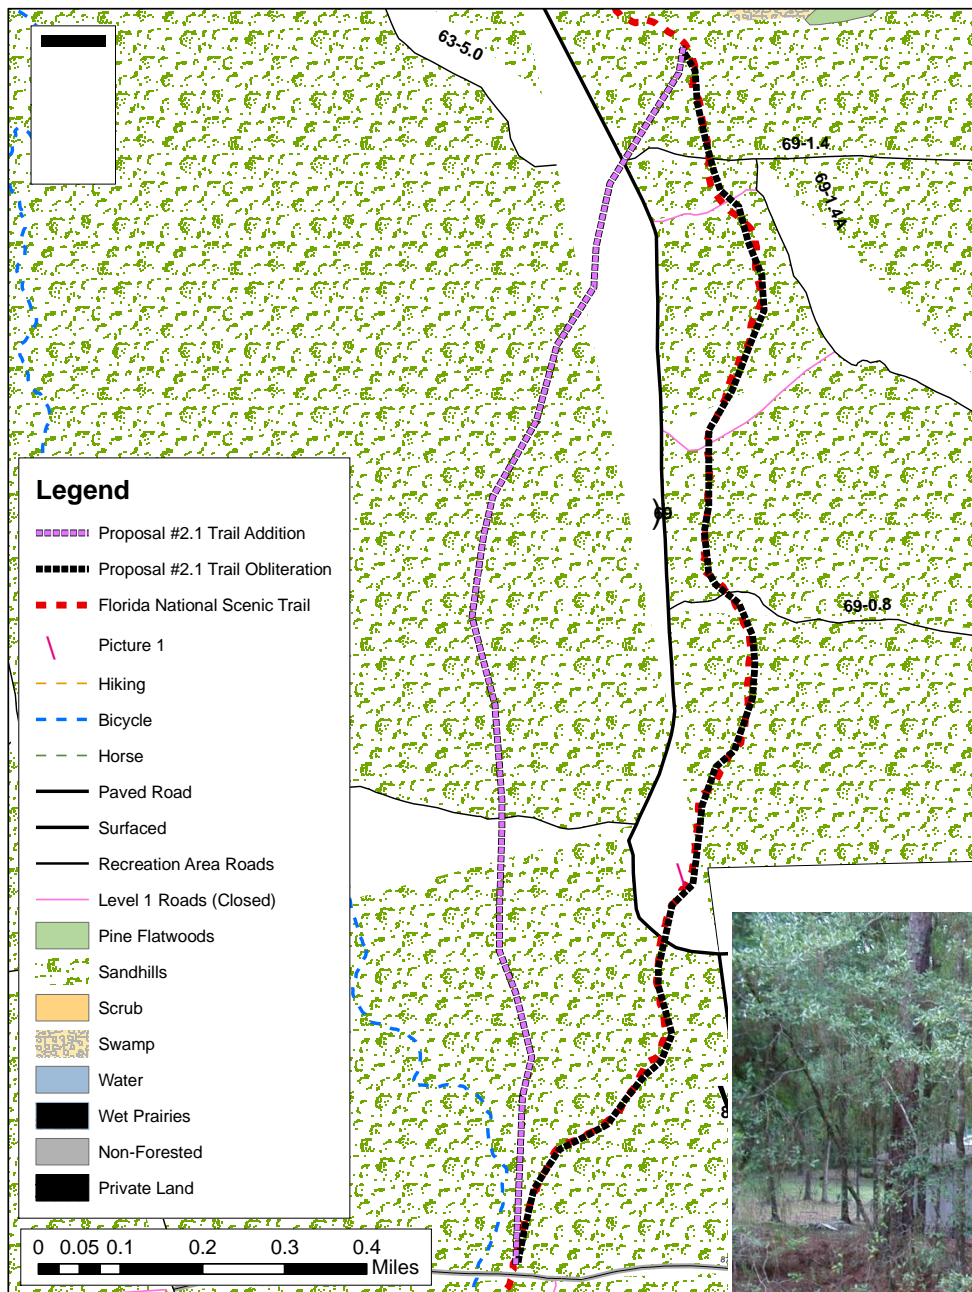 63-5.0
69-1.4
69-1.4A
69
69-0.8
Legend
Proposal #2.1 Trail Addition
Proposal #2.1 Trail Obliteration
Florida National Scenic Trail
Picture 1
Hiking
Bicycle
Horse
Paved Road
Surfaced
Recreation Area Roads
Level 1 Roads (Closed)
Pine Flatwoods
Sandhills
Scrub
Swamp
Water
Wet Prairies
Non-Forested
Private Land
0 0.05 0.1 0.2 0.3 0.4
Miles